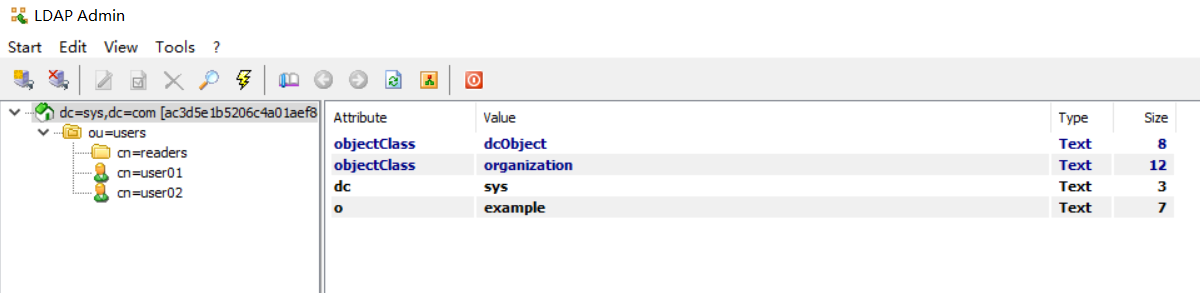 LDAP Admin
Start Edit View Tools ?
dc=sys,dc=com [ac3d5e1b5206c4a01aef8
ou=users
cn=readers
cn=user01
cn=user02
Attribute Value Type Size
objectClass dcObject Text 8
objectClass organization Text 12
dc sys Text 3
o example Text 7